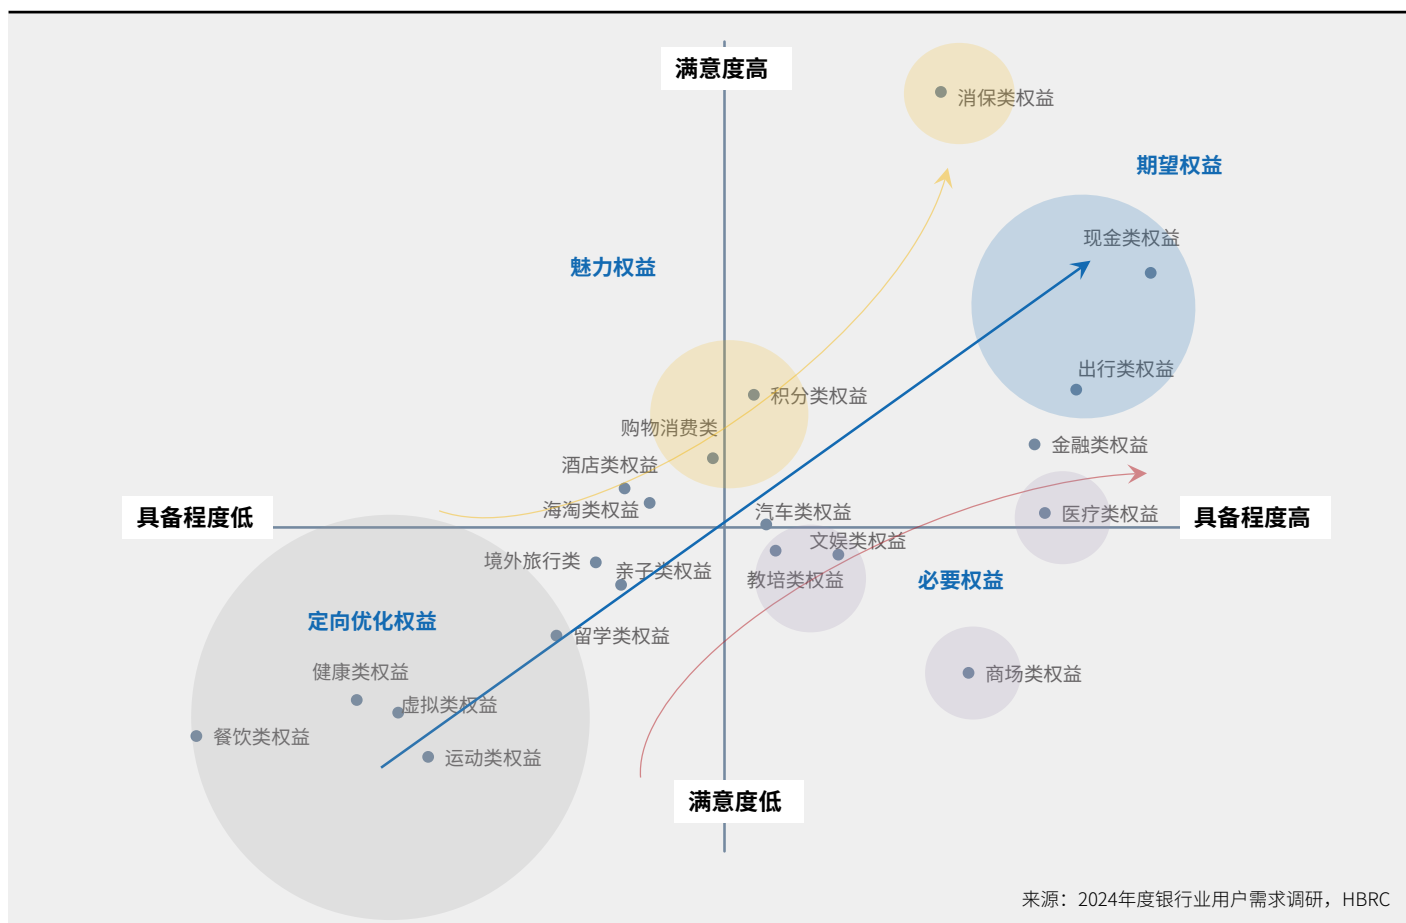 满意度高
消保类权益
期望权益
现金类权益
魅力权益
出行类权益
积分类权益
购物消费类
金融类权益
酒店类权益
海淘类权益
汽车类权益
医疗类权益
具备程度低
具备程度高
文娱类权益
境外旅行类
亲子类权益
教培类权益
必要权益
定向优化权益
留学类权益
健康类权益
商场类权益
虚拟类权益
餐饮类权益
运动类权益
满意度低
来源：2024年度银行业用户需求调研，HBRC